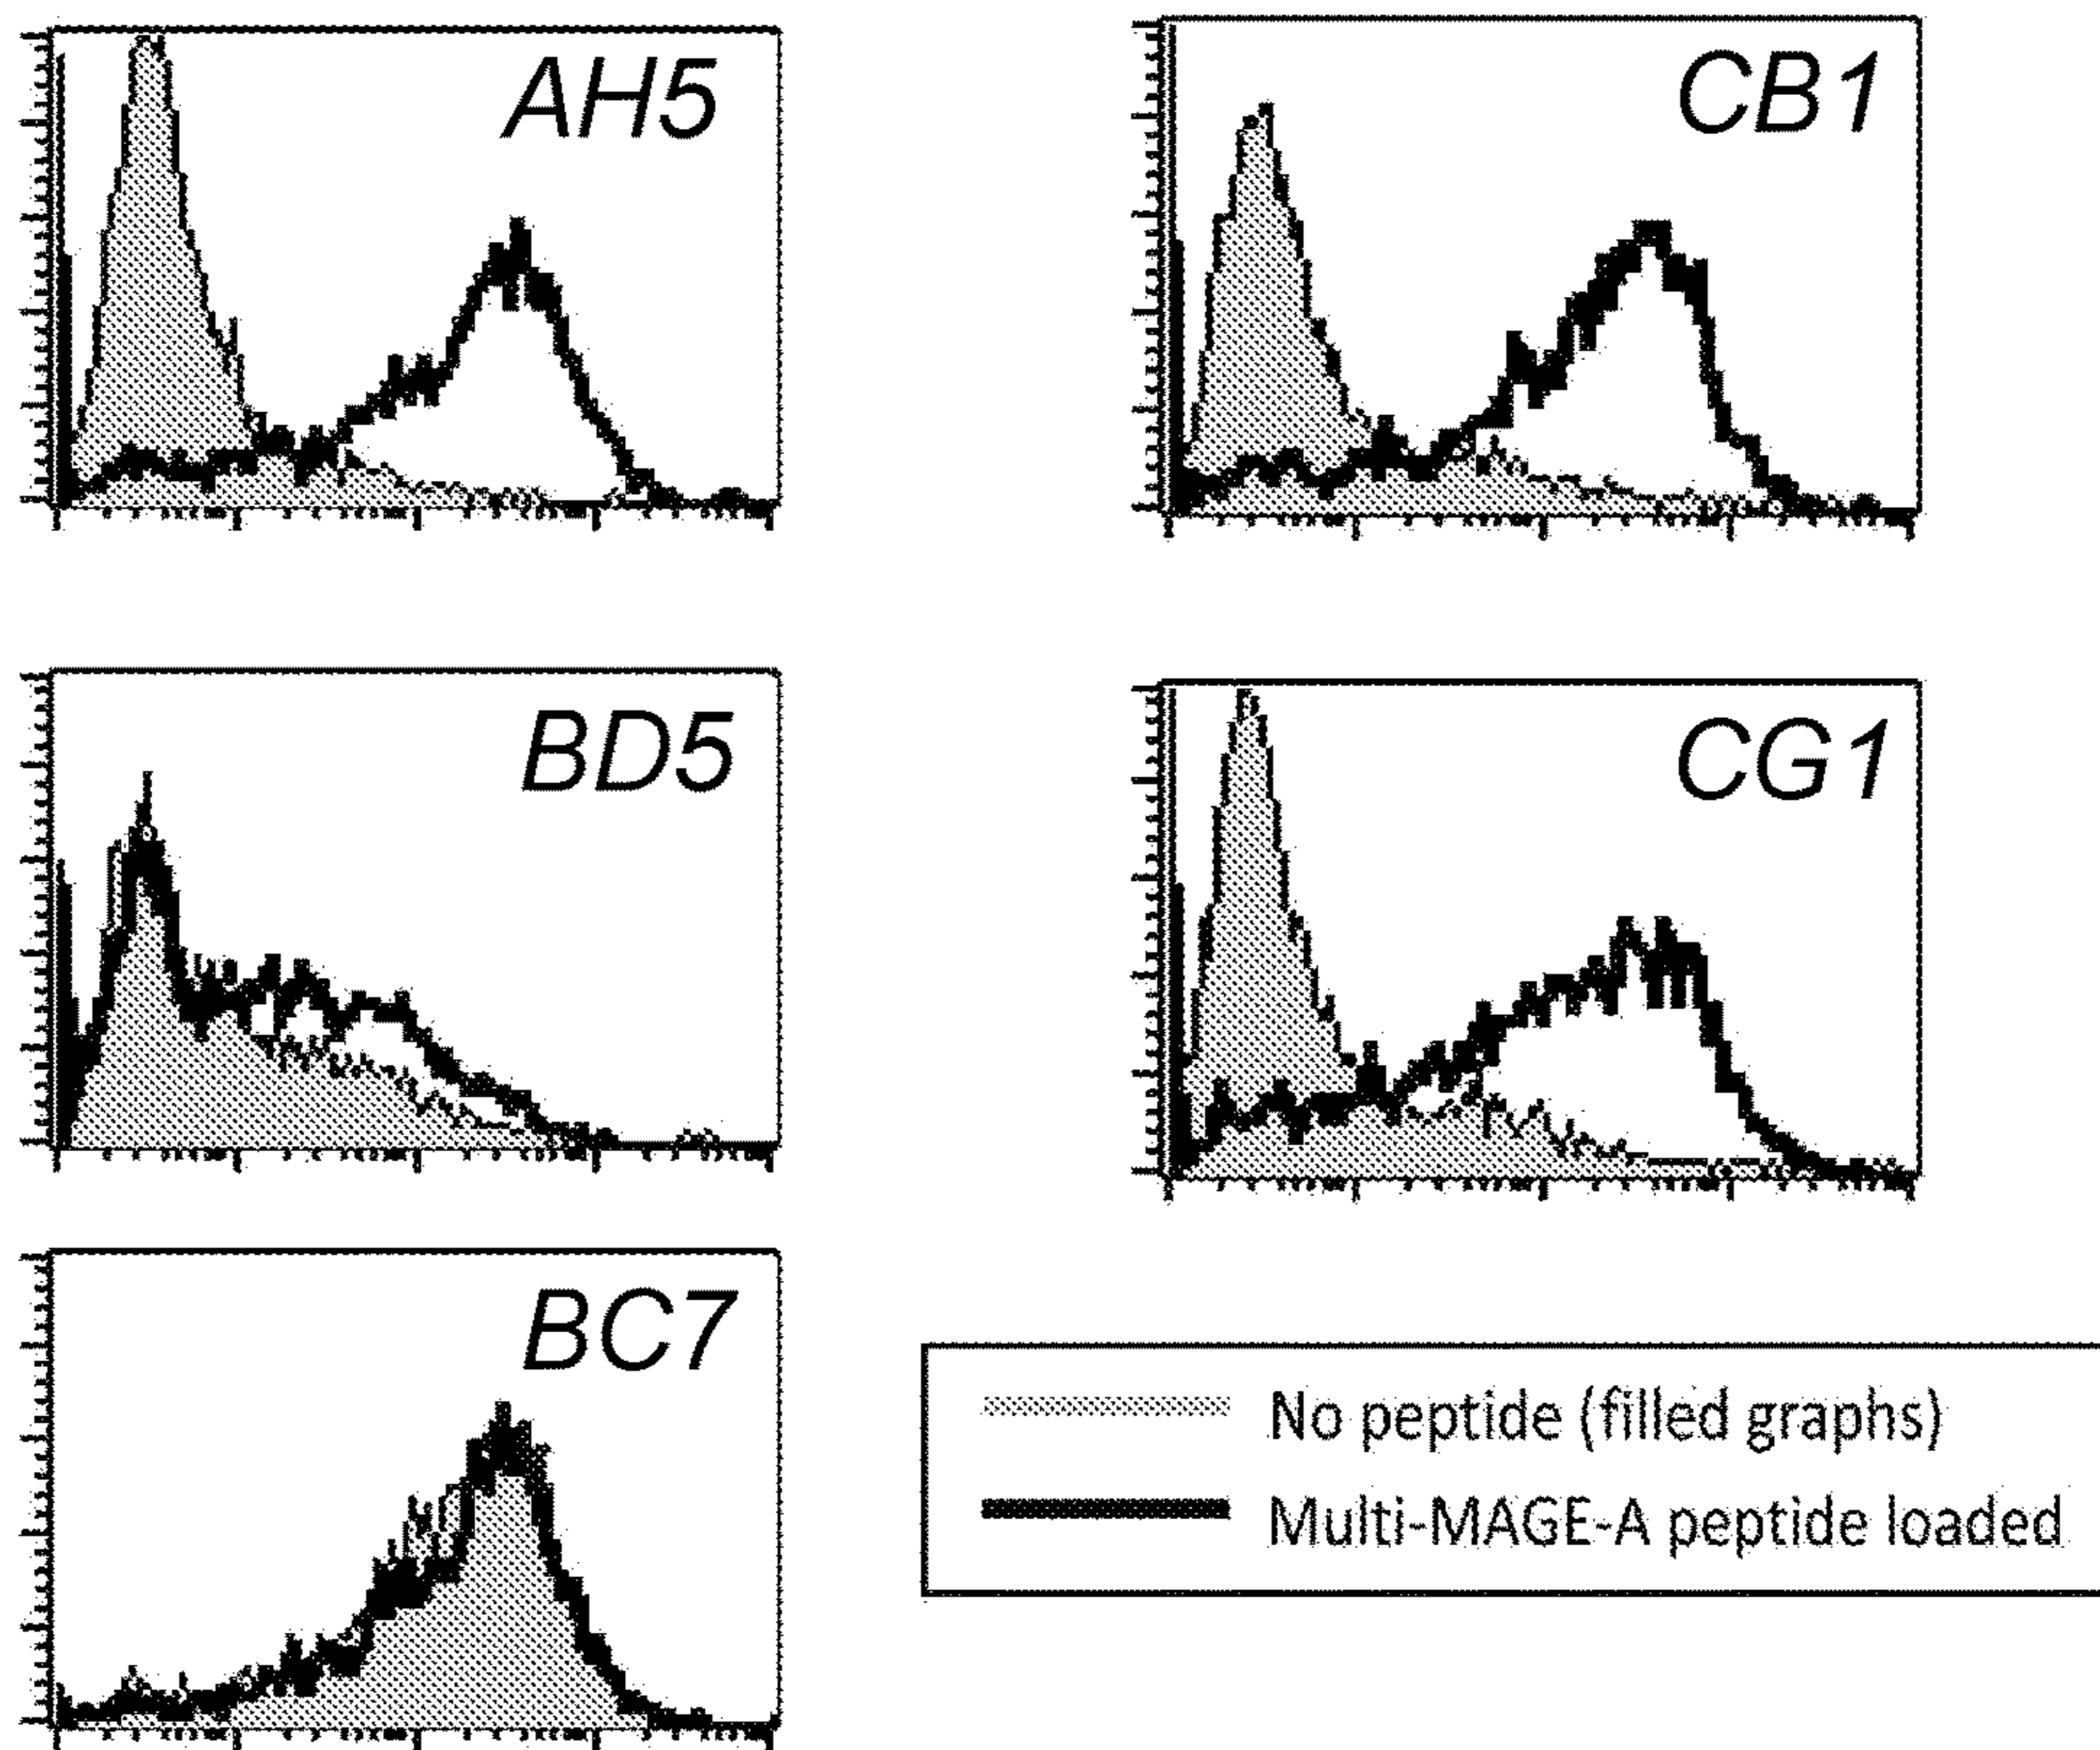 AH5
CB1
BD5
CG1
BC7
No peptide (filled graphs)
Multi-MAGE-A peptide loaded